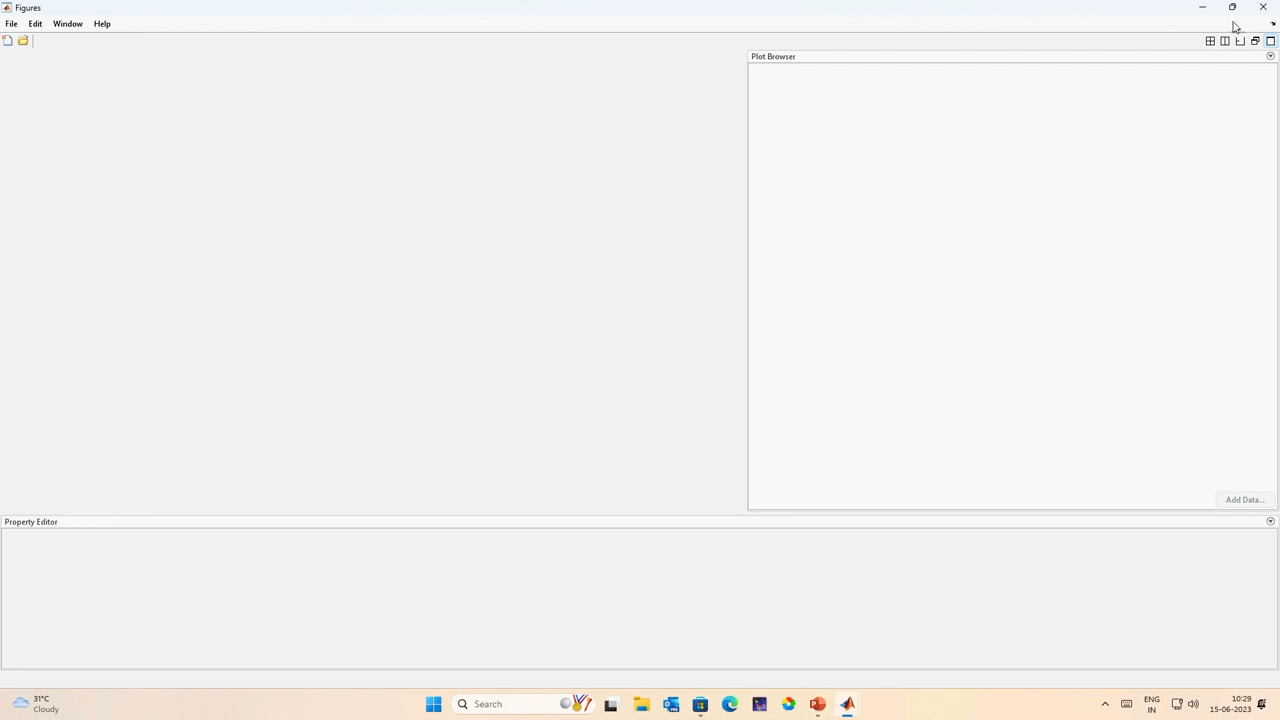 Figures
File Edit Window Help
Plot Browser
Add Data...
Property Editor
31°C
Cloudy
Search
ENG
IN
10:29
15-06-2023